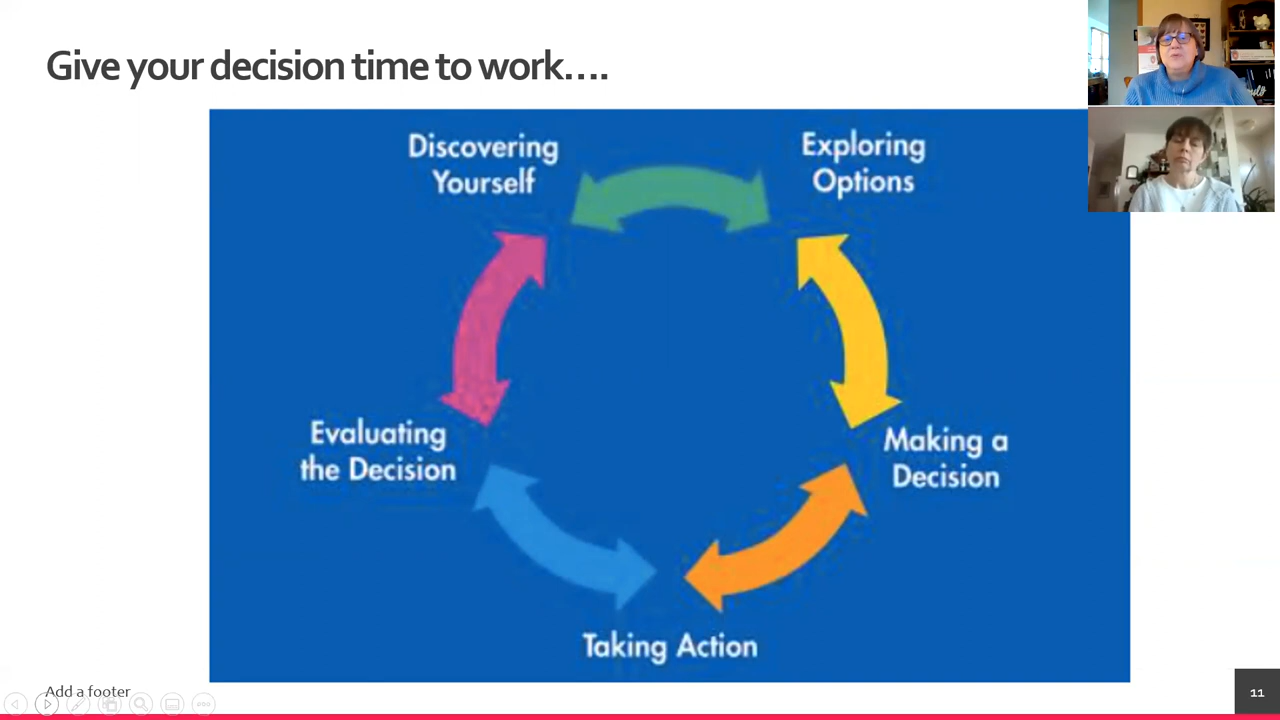 Give your decision time to work....
Discovering
Yourself
Exploring
Options
Evaluating
the Decision
Making a
Decision
Taking Action
Add a footer
11